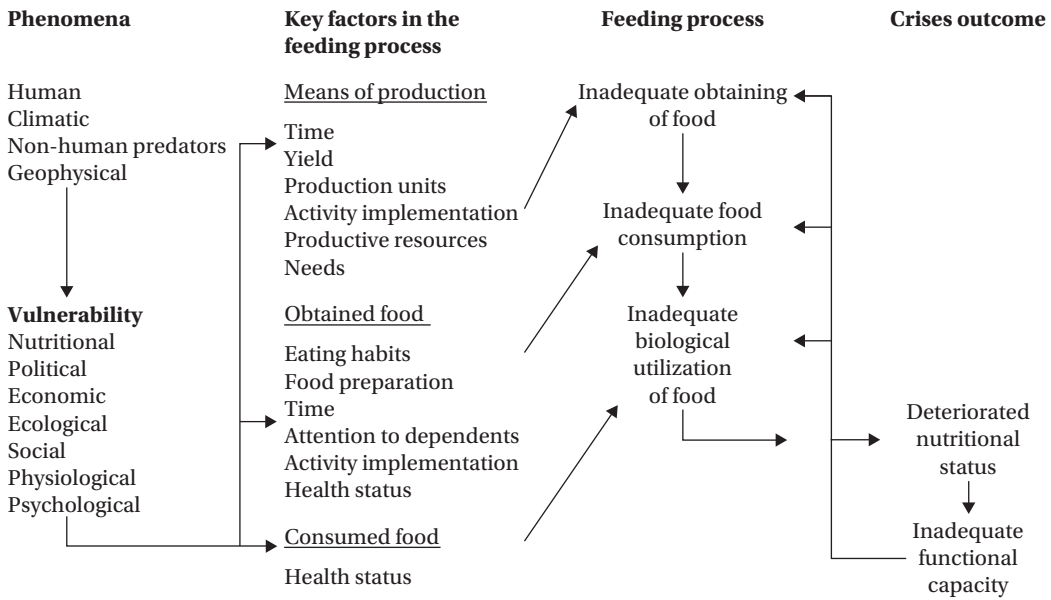 Phenomena
Human
Climatic
Non-human predators
Geophysical
Vulnerability
Nutritional
Political
Economic
Ecological
Social
Physiological
Psychological
Key factors in the
feeding process
Means of production
Time
Yield
Production units
Activity implementation
Productive resources
Needs
Obtained food
Eating habits
Food preparation
Time
Attention to dependents
Activity implementation
Health status
Consumed food
Health status
Feeding process
Inadequate obtaining
of food
Inadequate food
consumption
Inadequate
biological
utilization
of food
Crises outcome
Deteriorated
nutritional
status
Inadequate
functional
capacity